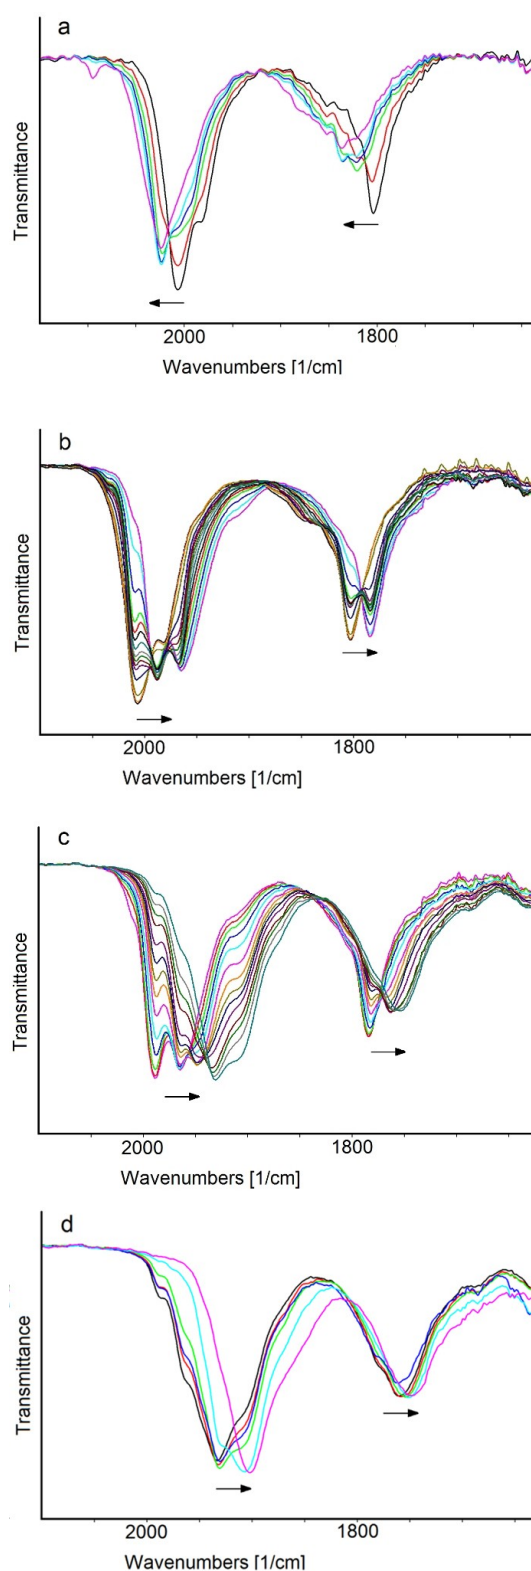 a
Transmittance
2000 1800
Wavenumbers [1/cm]
b
Transmittance
2000 1800
Wavenumbers [1/cm]
c
Transmittance
2000 1800
Wavenumbers [1/cm]
d
Transmittance
2000 1800
Wavenumbers [1/cm]